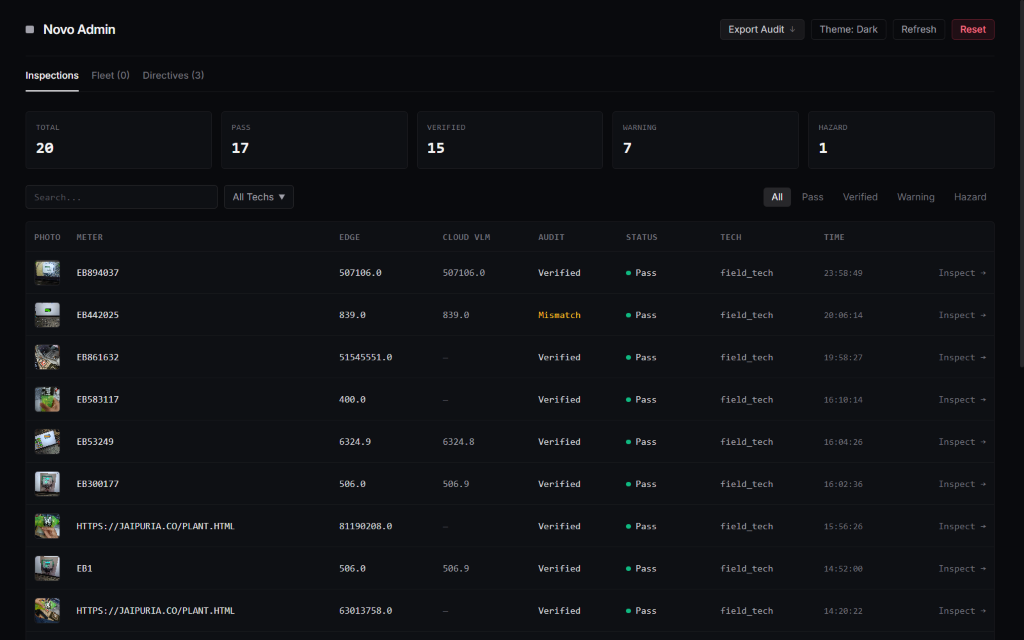 Novo Admin
Export Audit ↓
Theme: Dark
Refresh
Reset
Inspections
Fleet (0)
Directives (3)
TOTAL
20
PASS
17
VERIFIED
15
WARNING
7
HAZARD
1
Search...
All Techs ▼
All
Pass
Verified
Warning
Hazard
PHOTO METER EDGE CLOUD VLM AUDIT STATUS TECH TIME
EB894037 507106.0 507106.0 Verified Pass field_tech 23:58:49 Inspect →
EB442025 839.0 839.0 Mismatch Pass field_tech 20:06:14 Inspect →
EB861632 51545551.0 — Verified Pass field_tech 19:58:27 Inspect →
EB583117 400.0 — Verified Pass field_tech 16:10:14 Inspect →
EB53249 6324.9 6324.8 Verified Pass field_tech 16:04:26 Inspect →
EB300177 506.0 506.9 Verified Pass field_tech 16:02:36 Inspect →
HTTPS://JAIPURIA.CO/PLANT.HTML 81190208.0 — Verified Pass field_tech 15:56:26 Inspect →
EB1 506.0 506.9 Verified Pass field_tech 14:52:00 Inspect →
HTTPS://JAIPURIA.CO/PLANT.HTML 63013758.0 — Verified Pass field_tech 14:20:22 Inspect →